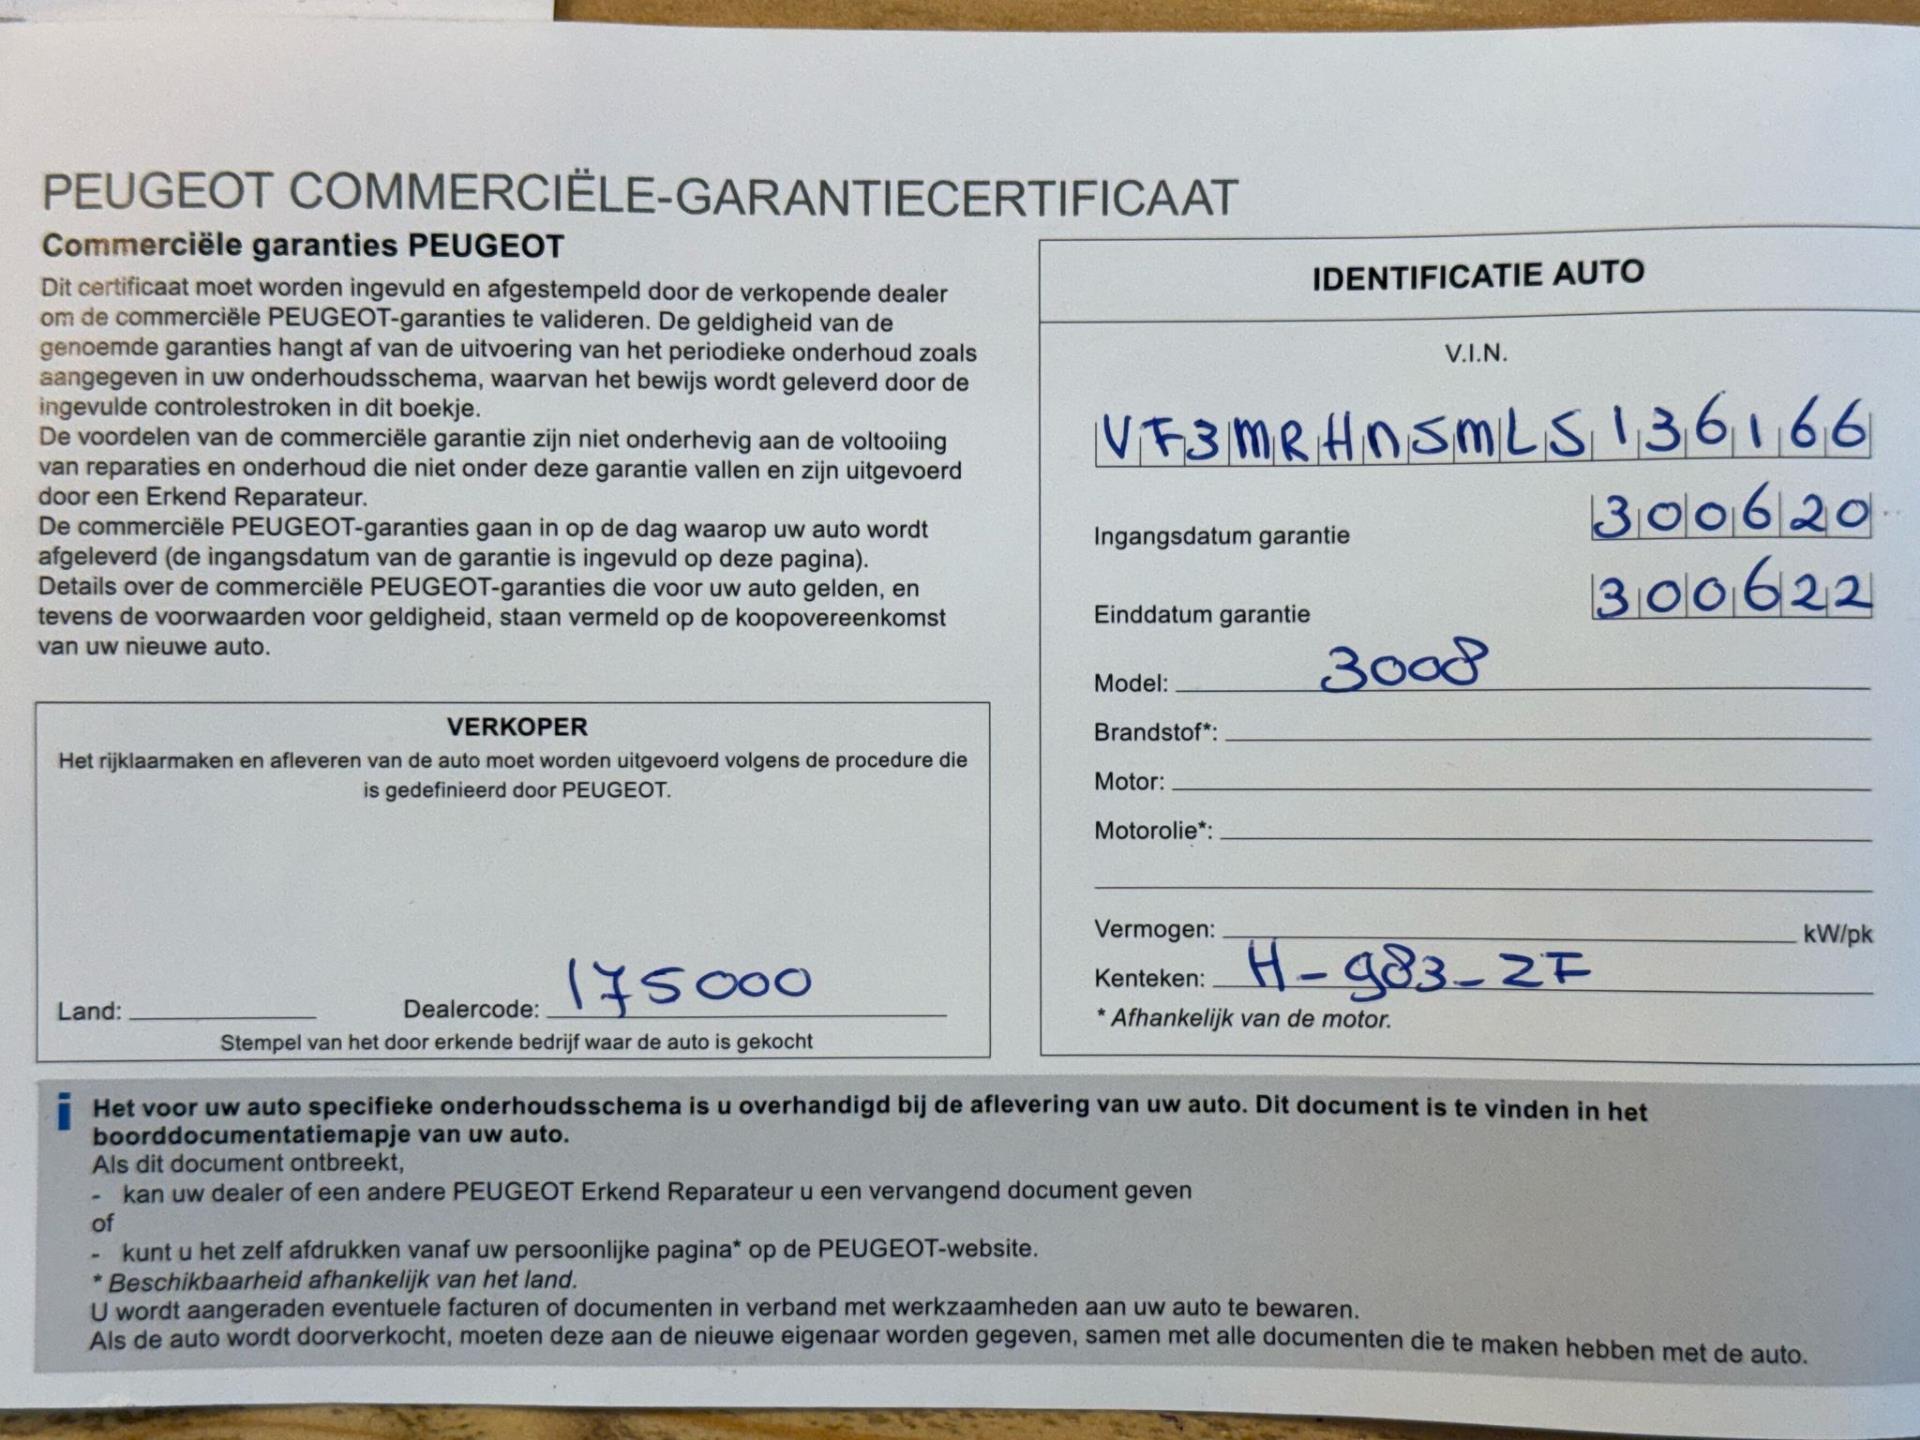 PEUGEOT COMMERCIËLE-GARANTIECERTIFICAAT
Commerciële garanties PEUGEOT
Dit certificaat moet worden ingevuld en afgestempeld door de verkopende dealer
om de commerciële PEUGEOT-garanties te valideren. De geldigheid van de
genoemde garanties hangt af van de uitvoering van het periodieke onderhoud zoals
aangegeven in uw onderhoudsschema, waarvan het bewijs wordt geleverd door de
ingevulde controlestroken in dit boekje.
De voordelen van de commerciële garantie zijn niet onderhevig aan de voltooiing
van reparaties en onderhoud die niet onder deze garantie vallen en zijn uitgevoerd
door een Erkend Reparateur.
De commerciële PEUGEOT-garanties gaan in op de dag waarop uw auto wordt
afgeleverd (de ingangsdatum van de garantie is ingevuld op deze pagina).
Details over de commerciële PEUGEOT-garanties die voor uw auto gelden, en
tevens de voorwaarden voor geldigheid, staan vermeld op de koopovereenkomst
van uw nieuwe auto.
VERKOPER
Het rijklaarmaken en afleveren van de auto moet worden uitgevoerd volgens de procedure die
is gedefinieerd door PEUGEOT.
Land: Dealercode: 175000
Stempel van het door erkende bedrijf waar de auto is gekocht
IDENTIFICATIE AUTO
V.I.N.
VF3MRHNSMLS136166
Ingangsdatum garantie 300620
Einddatum garantie 300622
Model: 3008
Brandstof*:
Motor:
Motorolie*:
Vermogen: kW/pk
Kenteken: H-983-ZF
* Afhankelijk van de motor.
i Het voor uw auto specifieke onderhoudsschema is u overhandigd bij de aflevering van uw auto. Dit document is te vinden in het
boorddocumentatiemapje van uw auto.
Als dit document ontbreekt,
- kan uw dealer of een andere PEUGEOT Erkend Reparateur u een vervangend document geven
of
- kunt u het zelf afdrukken vanaf uw persoonlijke pagina* op de PEUGEOT-website.
* Beschikbaarheid afhankelijk van het land.
U wordt aangeraden eventuele facturen of documenten in verband met werkzaamheden aan uw auto te bewaren.
Als de auto wordt doorverkocht, moeten deze aan de nieuwe eigenaar worden gegeven, samen met alle documenten die te maken hebben met de auto.